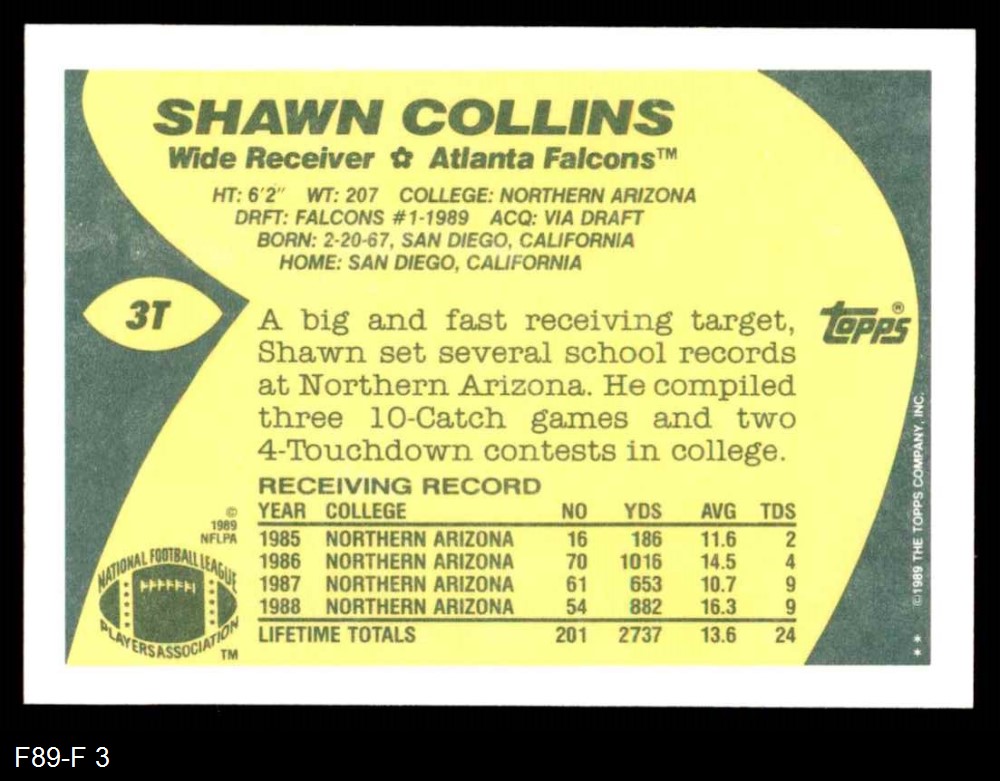 SHAWN COLLINS
Wide Receiver ✿ Atlanta Falcons™
HT: 6'2" WT: 207 COLLEGE: NORTHERN ARIZONA
DRFT: FALCONS #1-1989 ACQ: VIA DRAFT
BORN: 2-20-67, SAN DIEGO, CALIFORNIA
HOME: SAN DIEGO, CALIFORNIA
3T
A big and fast receiving target,
Shawn set several school records
at Northern Arizona. He compiled
three 10-Catch games and two
4-Touchdown contests in college.
topps®
RECEIVING RECORD
YEAR COLLEGE NO YDS AVG TDS
1985 NORTHERN ARIZONA 16 186 11.6 2
1986 NORTHERN ARIZONA 70 1016 14.5 4
1987 NORTHERN ARIZONA 61 653 10.7 9
1988 NORTHERN ARIZONA 54 882 16.3 9
LIFETIME TOTALS 201 2737 13.6 24
©
1989
NFLPA
NATIONAL FOOTBALL LEAGUE
PLAYERS ASSOCIATION
TM
©1989 THE TOPPS COMPANY, INC.
**
F89-F 3